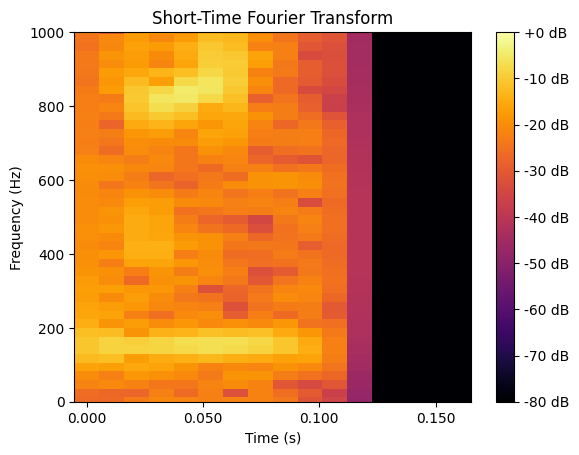 Short-Time Fourier Transform
1000
800
600
400
200
0
Frequency (Hz)
0.000
0.050
0.100
0.150
Time (s)
+0 dB
-10 dB
-20 dB
-30 dB
-40 dB
-50 dB
-60 dB
-70 dB
-80 dB